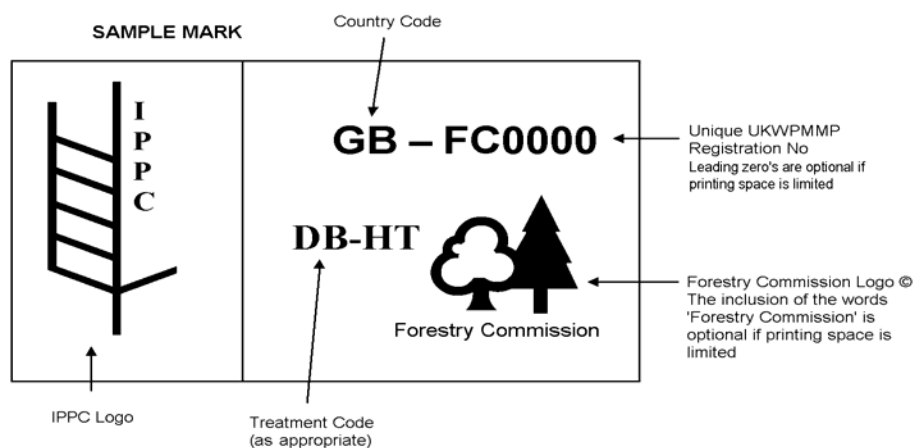 SAMPLE MARK
Country Code
I
P
P
C
GB – FC0000
Unique UKWPMMP
Registration No
Leading zero's are optional if
printing space is limited
DB-HT
Forestry Commission
Forestry Commission Logo ©
The inclusion of the words
'Forestry Commission' is
optional if printing space is
limited
IPPC Logo
Treatment Code
(as appropriate)